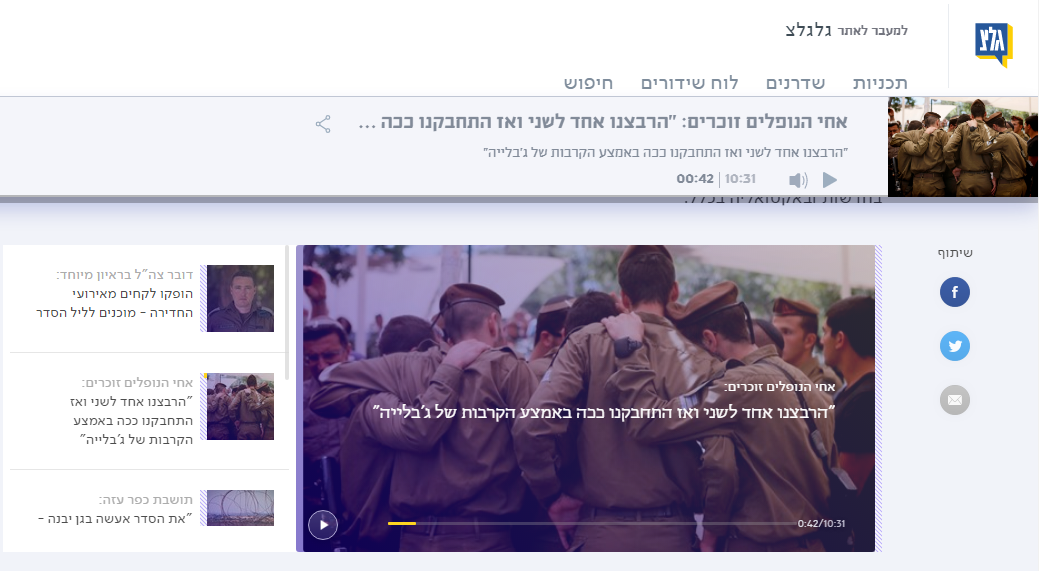 גלצ
למעבר לאתר גלגלצ
תכניות שדרנים לוח שידורים חיפוש
אחי הנופלים זוכרים: "הרבצנו אחד לשני ואז התחבקנו ככה ...
"הרבצנו אחד לשני ואז התחבקנו ככה באמצע הקרבות של ג'בלייה"
00:42 | 10:31
בחדשות ובאקטואליה בכלל.
שיתוף
אחי הנופלים זוכרים:
"הרבצנו אחד לשני ואז התחבקנו ככה באמצע הקרבות של ג'בלייה"
0:42/10:31
דובר צה"ל בראיון מיוחד:
הופקו לקחים מאירועי
החדירה - מוכנים לליל הסדר
אחי הנופלים זוכרים:
"הרבצנו אחד לשני ואז
התחבקנו ככה באמצע
הקרבות של ג'בלייה"
תושבת כפר עזה:
"את הסדר אעשה בגן יבנה -